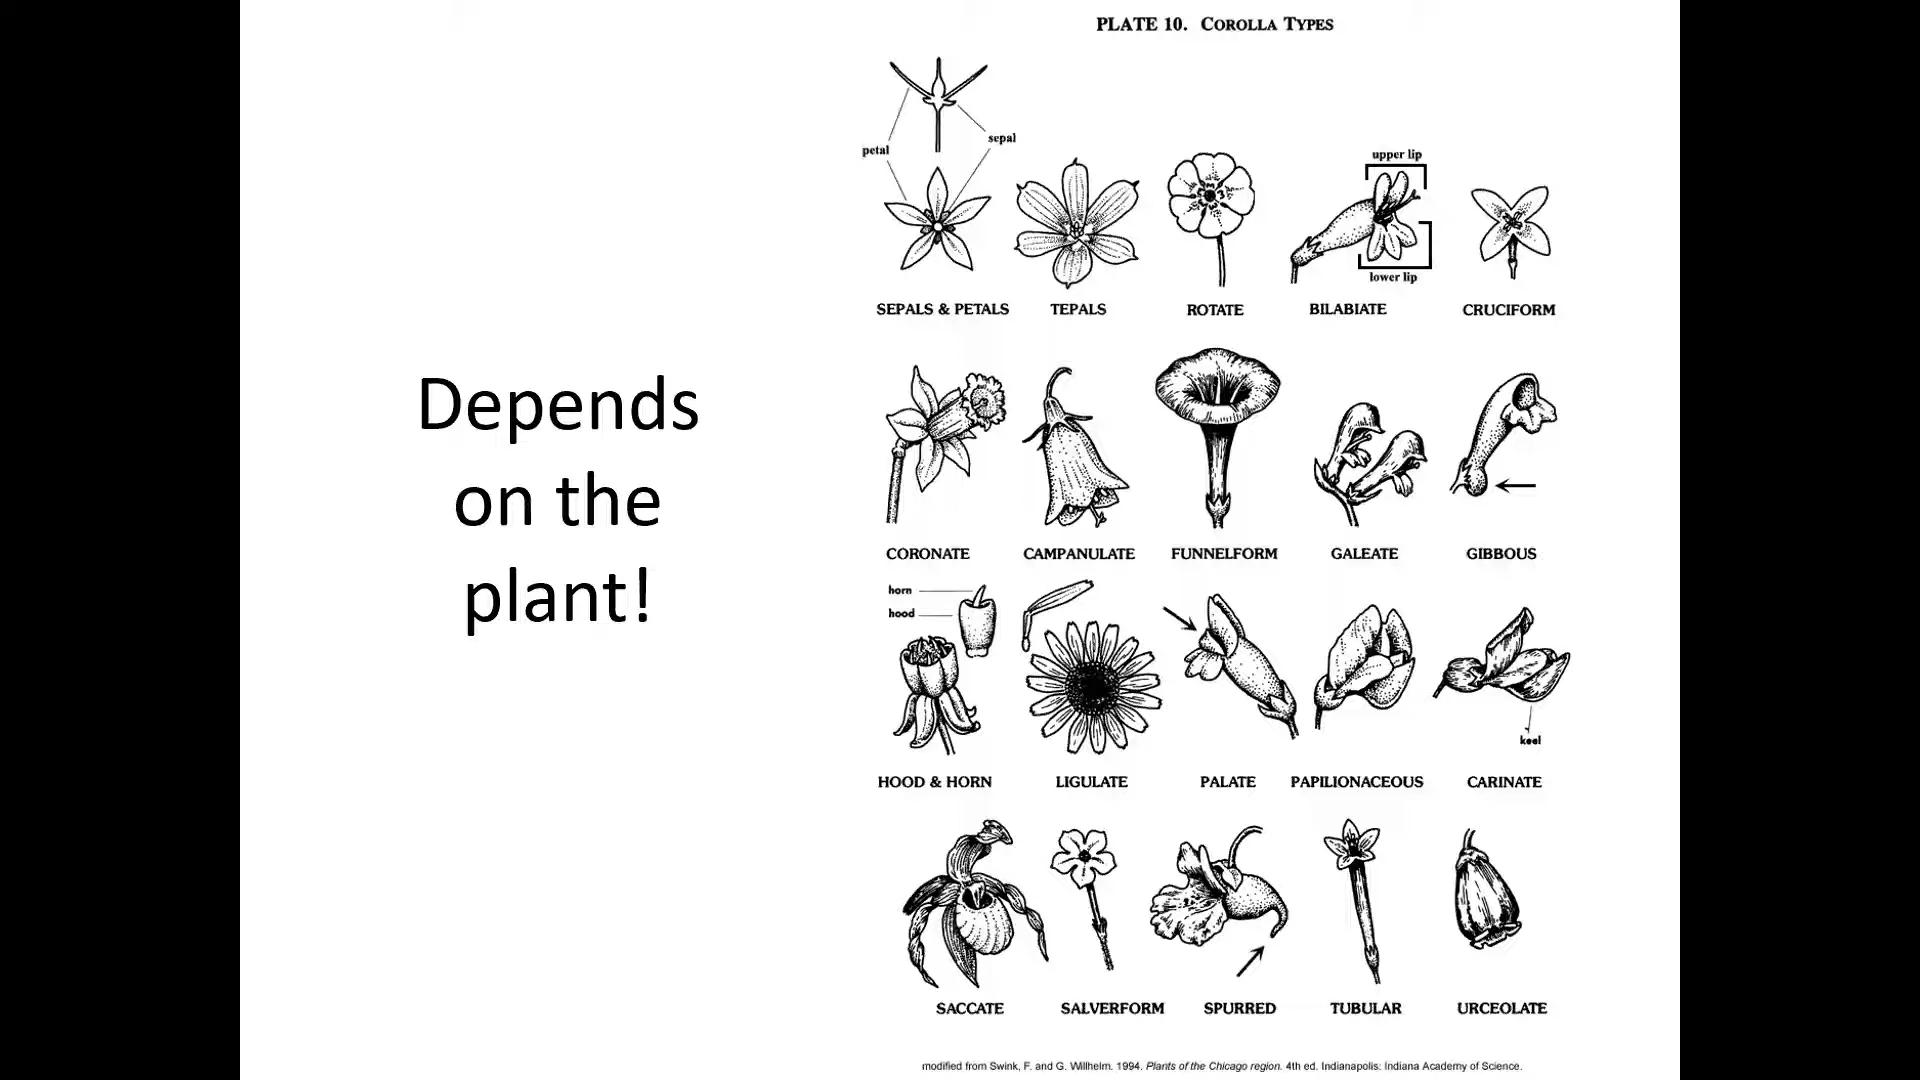 Depends
on the
plant!
PLATE 10. COROLLA TYPES
petal
sepal
upper lip
lower lip
SEPALS & PETALS TEPALS ROTATE BILABIATE CRUCIFORM
CORONATE CAMPANULATE FUNNELFORM GALEATE GIBBOUS
horn
hood
keel
HOOD & HORN LIGULATE PALATE PAPILIONACEOUS CARINATE
SACCATE SALVERFORM SPURRED TUBULAR URCEOLATE
modified from Swink, F. and G. Wilhelm. 1994. Plants of the Chicago region. 4th ed. Indianapolis: Indiana Academy of Science.